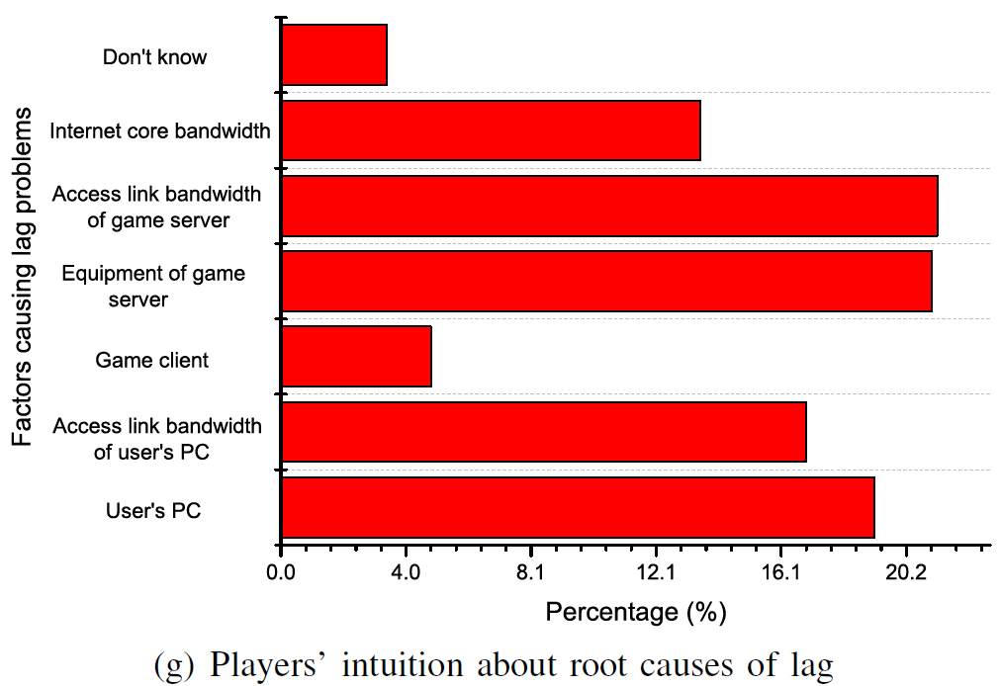 Factors causing lag problems
Don't know
Internet core bandwidth
Access link bandwidth
of game server
Equipment of game
server
Game client
Access link bandwidth
of user's PC
User's PC
0.0 4.0 8.1 12.1 16.1 20.2
Percentage (%)
(g) Players' intuition about root causes of lag